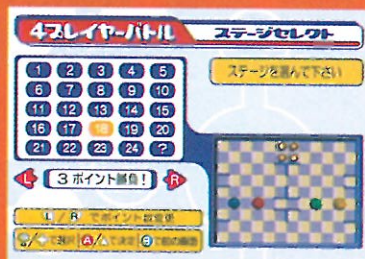 4プレイヤーバトル
ステージセレクト
ステージを選んで下さい
1 2 3 4 5
6 7 8 9 10
11 12 13 14 15
16 17 18 19 20
21 22 23 24 ?
L 3 ポイント勝負! R
L / R でポイント数変更
で選択 A/ で決定 B で前の画面